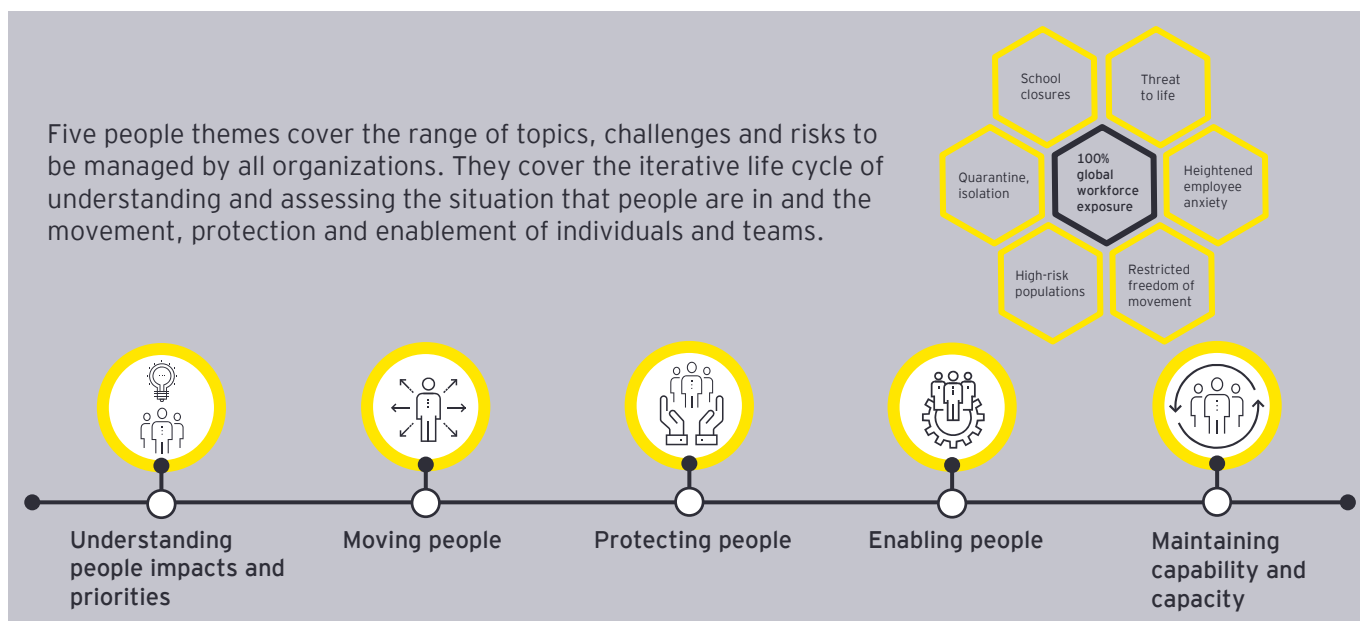 Five people themes cover the range of topics, challenges and risks to
be managed by all organizations. They cover the iterative life cycle of
understanding and assessing the situation that people are in and the
movement, protection and enablement of individuals and teams.
School
closures
Threat
to life
Quarantine,
isolation
100%
global
workforce
exposure
Heightened
employee
anxiety
High-risk
populations
Restricted
freedom of
movement
Understanding
people impacts and
priorities
Moving people
Protecting people
Enabling people
Maintaining
capability and
capacity